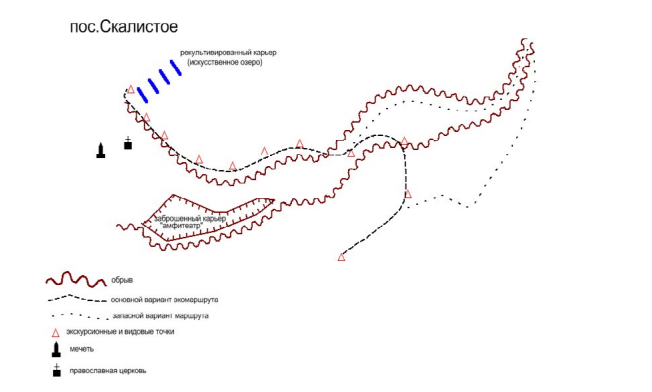 пос.Скалистое
рекультивированный карьер
(искусственное озеро)
заброшенный карьер
"амфитеатр"
обрыв
основной вариант экомаршрута
запасной вариант маршрута
экскурсионные и видовые точки
мечеть
православная церковь